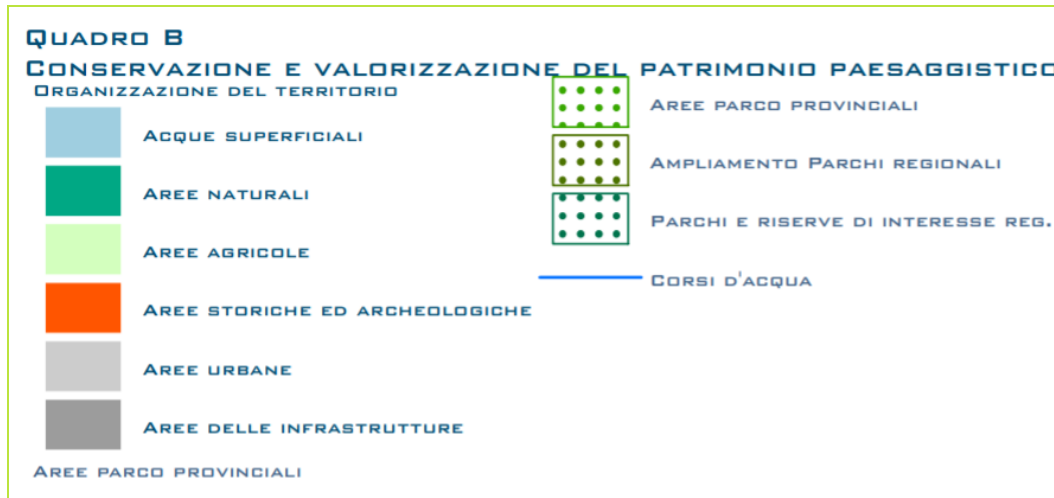 Quadro B
Conservazione e valorizzazione del patrimonio paesaggistico
Organizzazione del territorio
Acque superficiali
Aree naturali
Aree agricole
Aree storiche ed archeologiche
Aree urbane
Aree delle infrastrutture
Aree parco provinciali
Aree parco provinciali
Ampliamento Parchi regionali
Parchi e riserve di interesse reg.
Corsi d'acqua